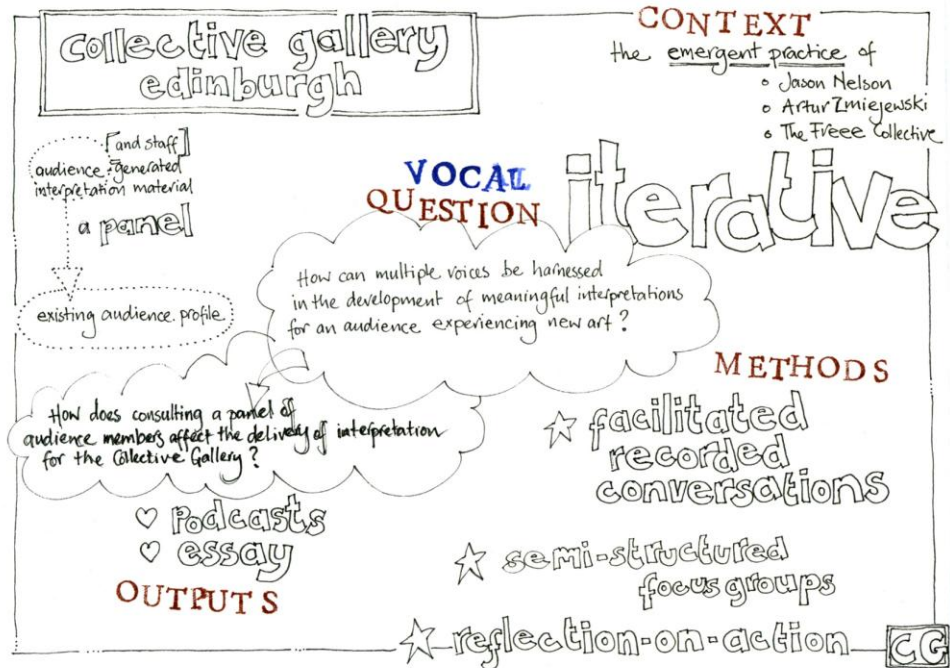 collective gallery
edinburgh
CONTEXT
the emergent practice of
Jason Nelson
Artur Zmiejewski
The Freee Collective
[and staff]
audience-generated
interpretation material
a panel
existing audience profile
VOCAL
QUESTION
iterative
How can multiple voices be harnessed
in the development of meaningful interpretations
for an audience experiencing new art?
How does consulting a panel of
audience members affect the delivery of interpretation
for the Collective Gallery?
Podcasts
essay
OUTPUTS
METHODS
facilitated
recorded
conversations
semi-structured
focus groups
reflection-on-action
CG